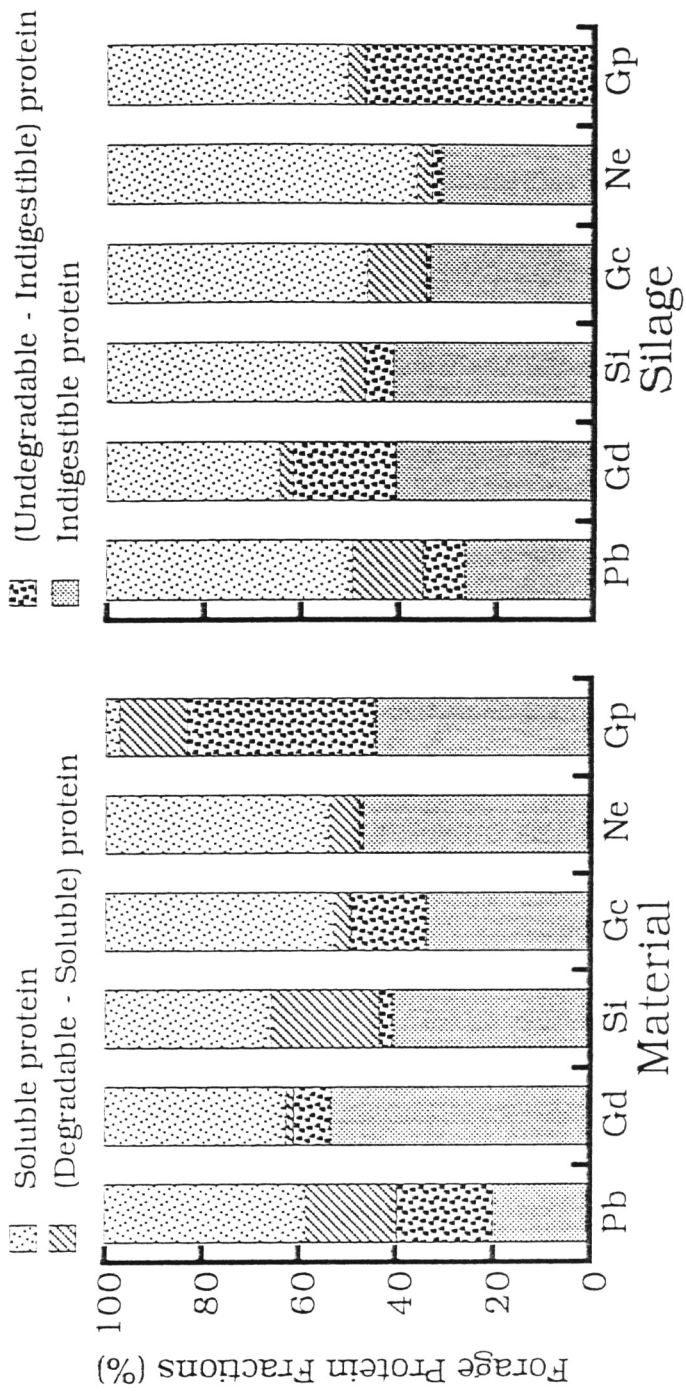 Soluble protein
(Degradable - Soluble) protein
(Undegradable - Indigestible) protein
Indigestible protein
Forage Protein Fractions (%)
100
80
60
40
20
0
Pb Gd Si Gc Ne Gp
Material
Pb Gd Si Gc Ne Gp
Silage